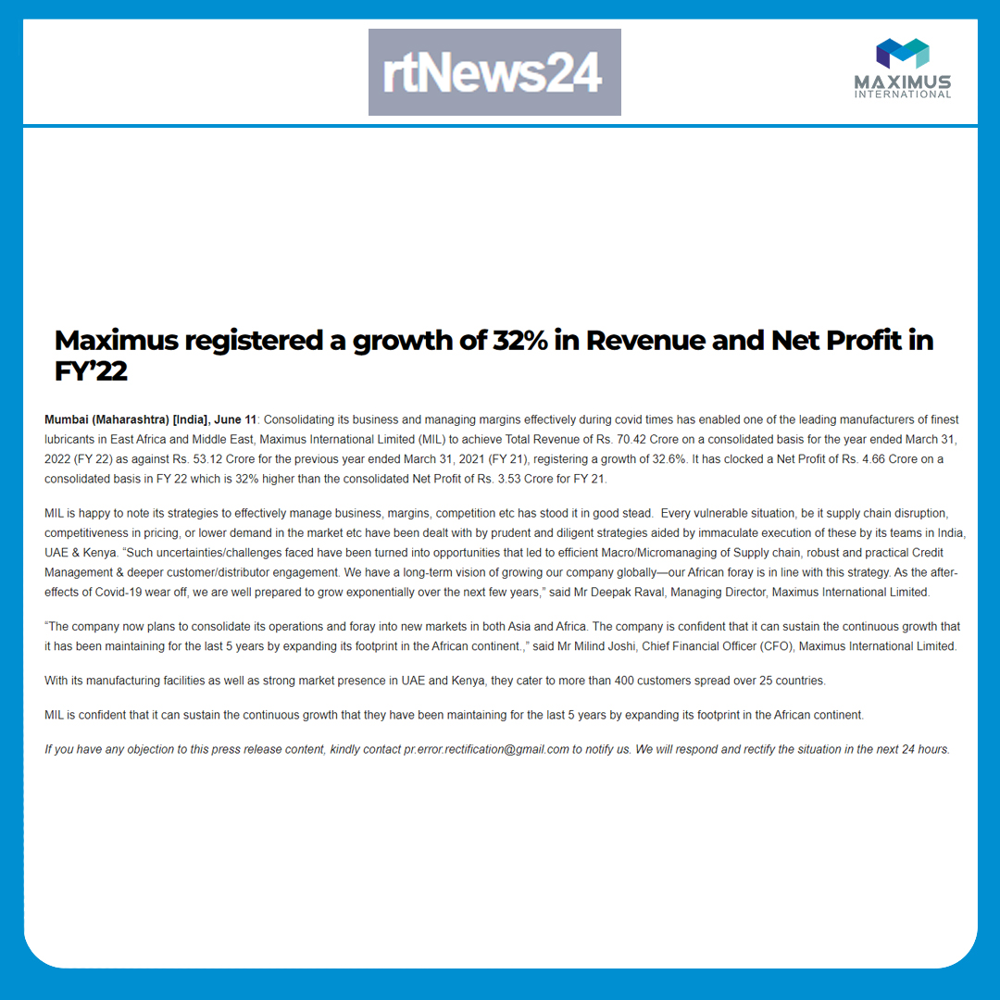 rtNews24
MAXIMUS
INTERNATIONAL
Maximus registered a growth of 32% in Revenue and Net Profit in
FY’22
Mumbai (Maharashtra) [India], June 11: Consolidating its business and managing margins effectively during covid times has enabled one of the leading manufacturers of finest
lubricants in East Africa and Middle East, Maximus International Limited (MIL) to achieve Total Revenue of Rs. 70.42 Crore on a consolidated basis for the year ended March 31,
2022 (FY 22) as against Rs. 53.12 Crore for the previous year ended March 31, 2021 (FY 21), registering a growth of 32.6%. It has clocked a Net Profit of Rs. 4.66 Crore on a
consolidated basis in FY 22 which is 32% higher than the consolidated Net Profit of Rs. 3.53 Crore for FY 21.
MIL is happy to note its strategies to effectively manage business, margins, competition etc has stood it in good stead.  Every vulnerable situation, be it supply chain disruption,
competitiveness in pricing, or lower demand in the market etc have been dealt with by prudent and diligent strategies aided by immaculate execution of these by its teams in India,
UAE & Kenya. “Such uncertainties/challenges faced have been turned into opportunities that led to efficient Macro/Micromanaging of Supply chain, robust and practical Credit
Management & deeper customer/distributor engagement. We have a long-term vision of growing our company globally—our African foray is in line with this strategy. As the after-
effects of Covid-19 wear off, we are well prepared to grow exponentially over the next few years,” said Mr Deepak Raval, Managing Director, Maximus International Limited.
“The company now plans to consolidate its operations and foray into new markets in both Asia and Africa. The company is confident that it can sustain the continuous growth that
it has been maintaining for the last 5 years by expanding its footprint in the African continent.,” said Mr Milind Joshi, Chief Financial Officer (CFO), Maximus International Limited.
With its manufacturing facilities as well as strong market presence in UAE and Kenya, they cater to more than 400 customers spread over 25 countries.
MIL is confident that it can sustain the continuous growth that they have been maintaining for the last 5 years by expanding its footprint in the African continent.
If you have any objection to this press release content, kindly contact pr.error.rectification@gmail.com to notify us. We will respond and rectify the situation in the next 24 hours.